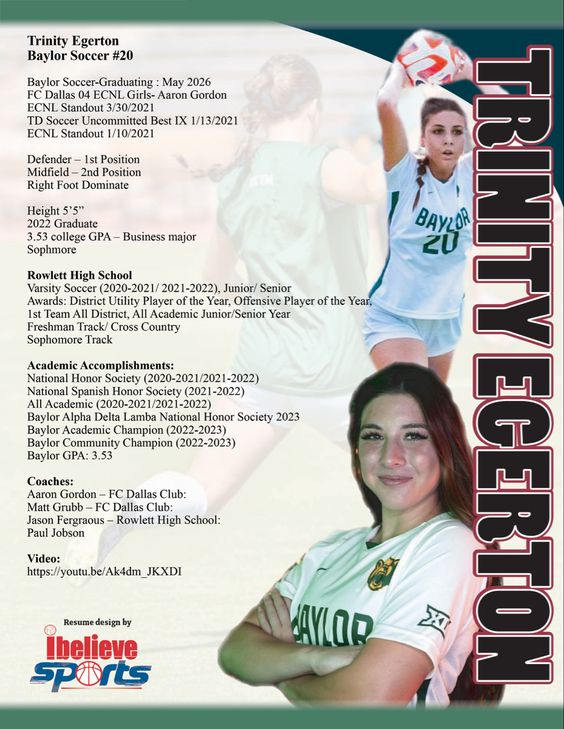 Trinity Egerton
Baylor Soccer #20
Baylor Soccer-Graduating : May 2026
FC Dallas 04 ECNL Girls- Aaron Gordon
ECNL Standout 3/30/2021
TD Soccer Uncommitted Best IX 1/13/2021
ECNL Standout 1/10/2021
Defender – 1st Position
Midfield – 2nd Position
Right Foot Dominate
Height 5'5"
2022 Graduate
3.53 college GPA – Business major
Sophmore
Rowlett High School
Varsity Soccer (2020-2021/ 2021-2022), Junior/ Senior
Awards: District Utility Player of the Year, Offensive Player of the Year,
1st Team All District, All Academic Junior/Senior Year
Freshman Track/ Cross Country
Sophomore Track
Academic Accomplishments:
National Honor Society (2020-2021/2021-2022)
National Spanish Honor Society (2021-2022)
All Academic (2020-2021/2021-2022)
Baylor Alpha Delta Lamba National Honor Society 2023
Baylor Academic Champion (2022-2023)
Baylor Community Champion (2022-2023)
Baylor GPA: 3.53
Coaches:
Aaron Gordon – FC Dallas Club:
Matt Grubb – FC Dallas Club:
Jason Fergraous – Rowlett High School:
Paul Jobson
Video:
https://youtu.be/Ak4dm_JKXDI
Resume design by
ibelieve
sports
TRINITY EGERTON
BAYLOR
20
BAYLOR
XII